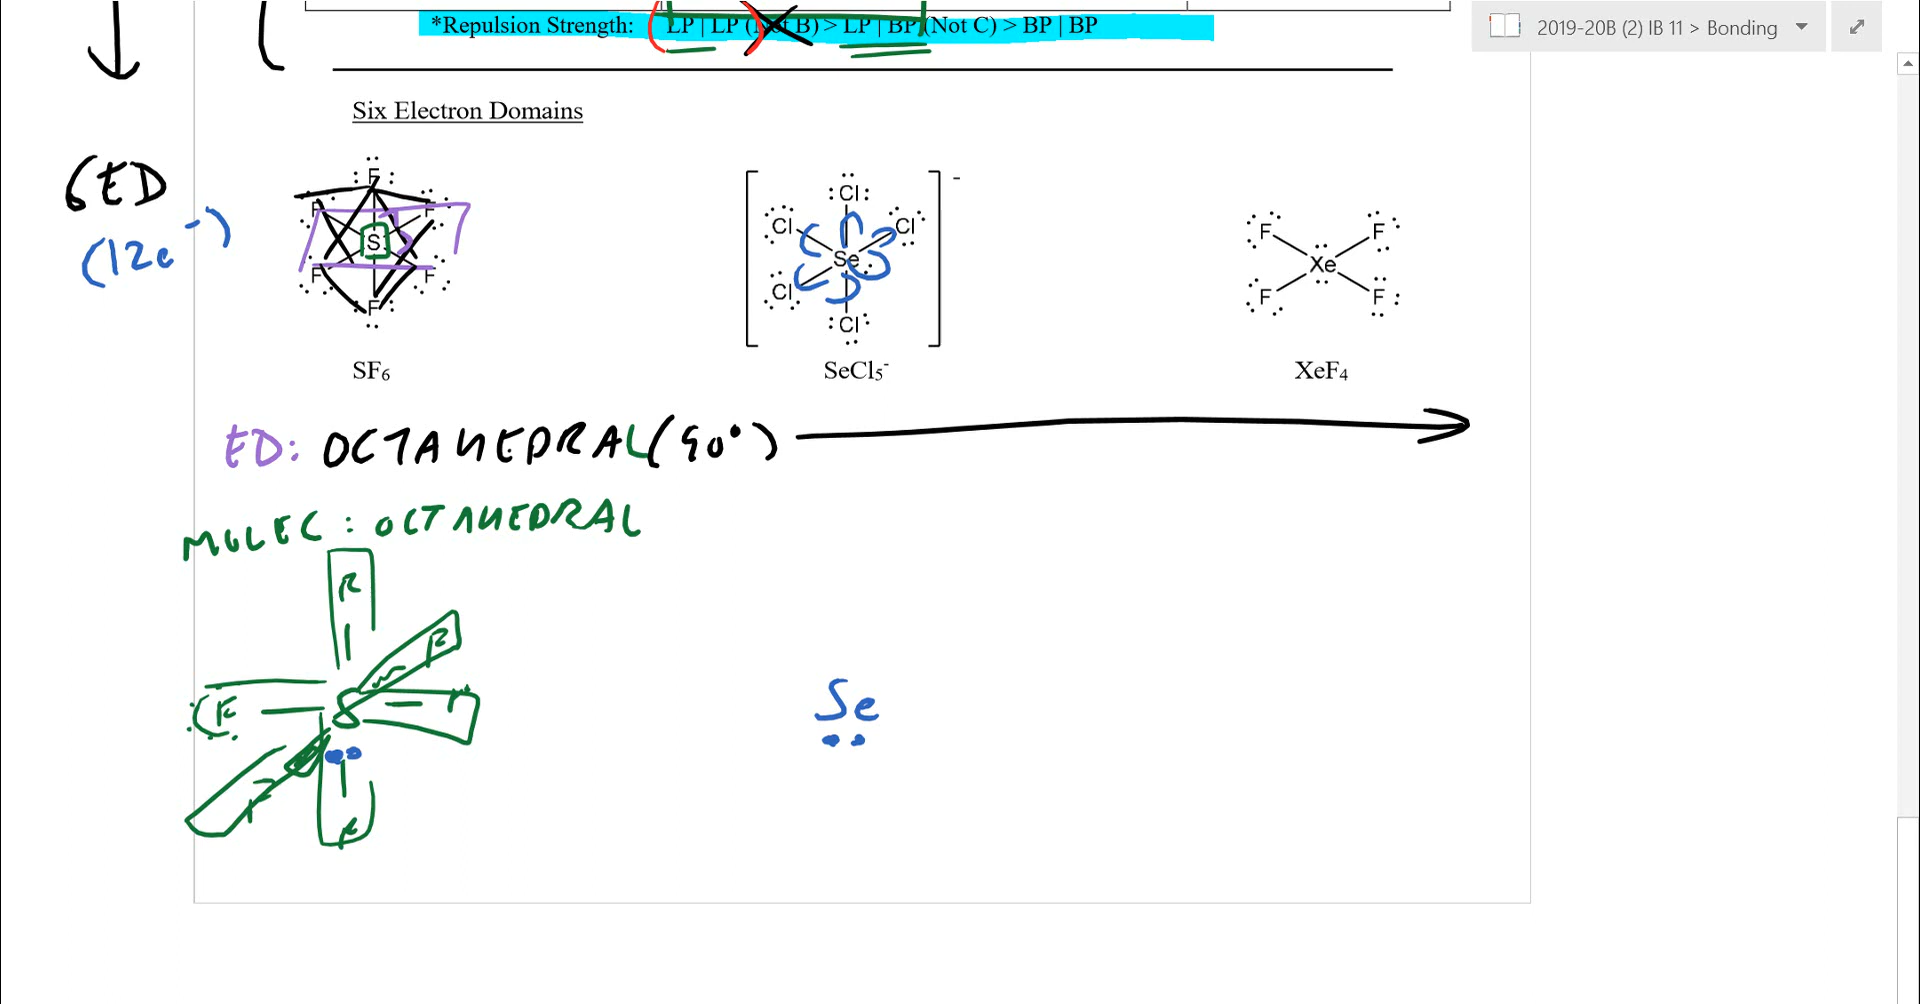 *Repulsion Strength: LP | LP (Not B) > LP | BP (Not C) > BP | BP
2019-20B (2) IB 11 > Bonding
Six Electron Domains
6ED
(12e⁻)
F
F F
S
F F
F
-
Cl
Cl Cl
Se
Cl
Cl
F F
Xe
F F
SF₆ SeCl₅⁻ XeF₄
ED: OCTAHEDRAL (90°)
MOLEC: OCTAHEDRAL
F
F
F S F
F
F
Se